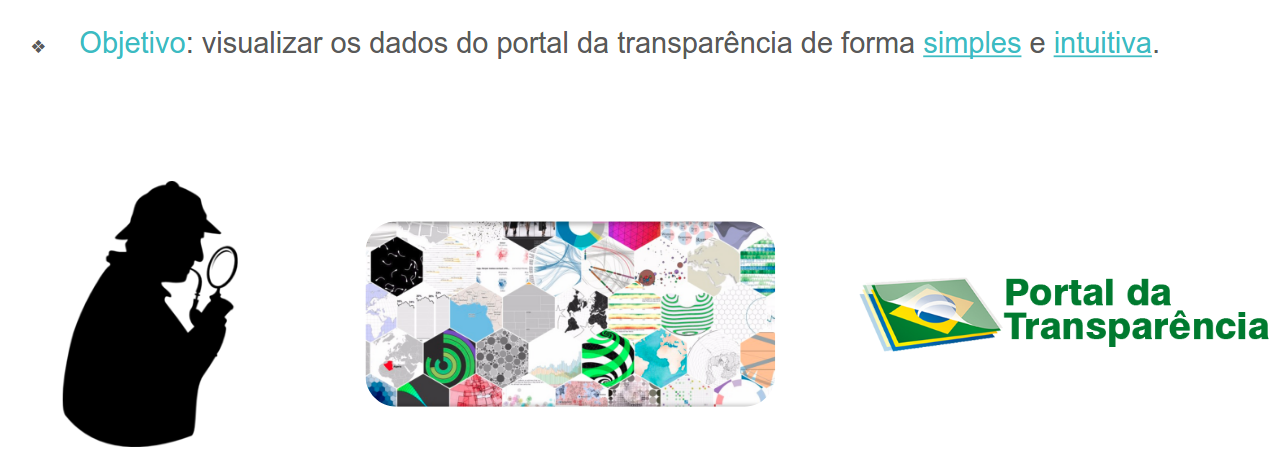 ❖ Objetivo: visualizar os dados do portal da transparência de forma simples e intuitiva.
Portal da
Transparência